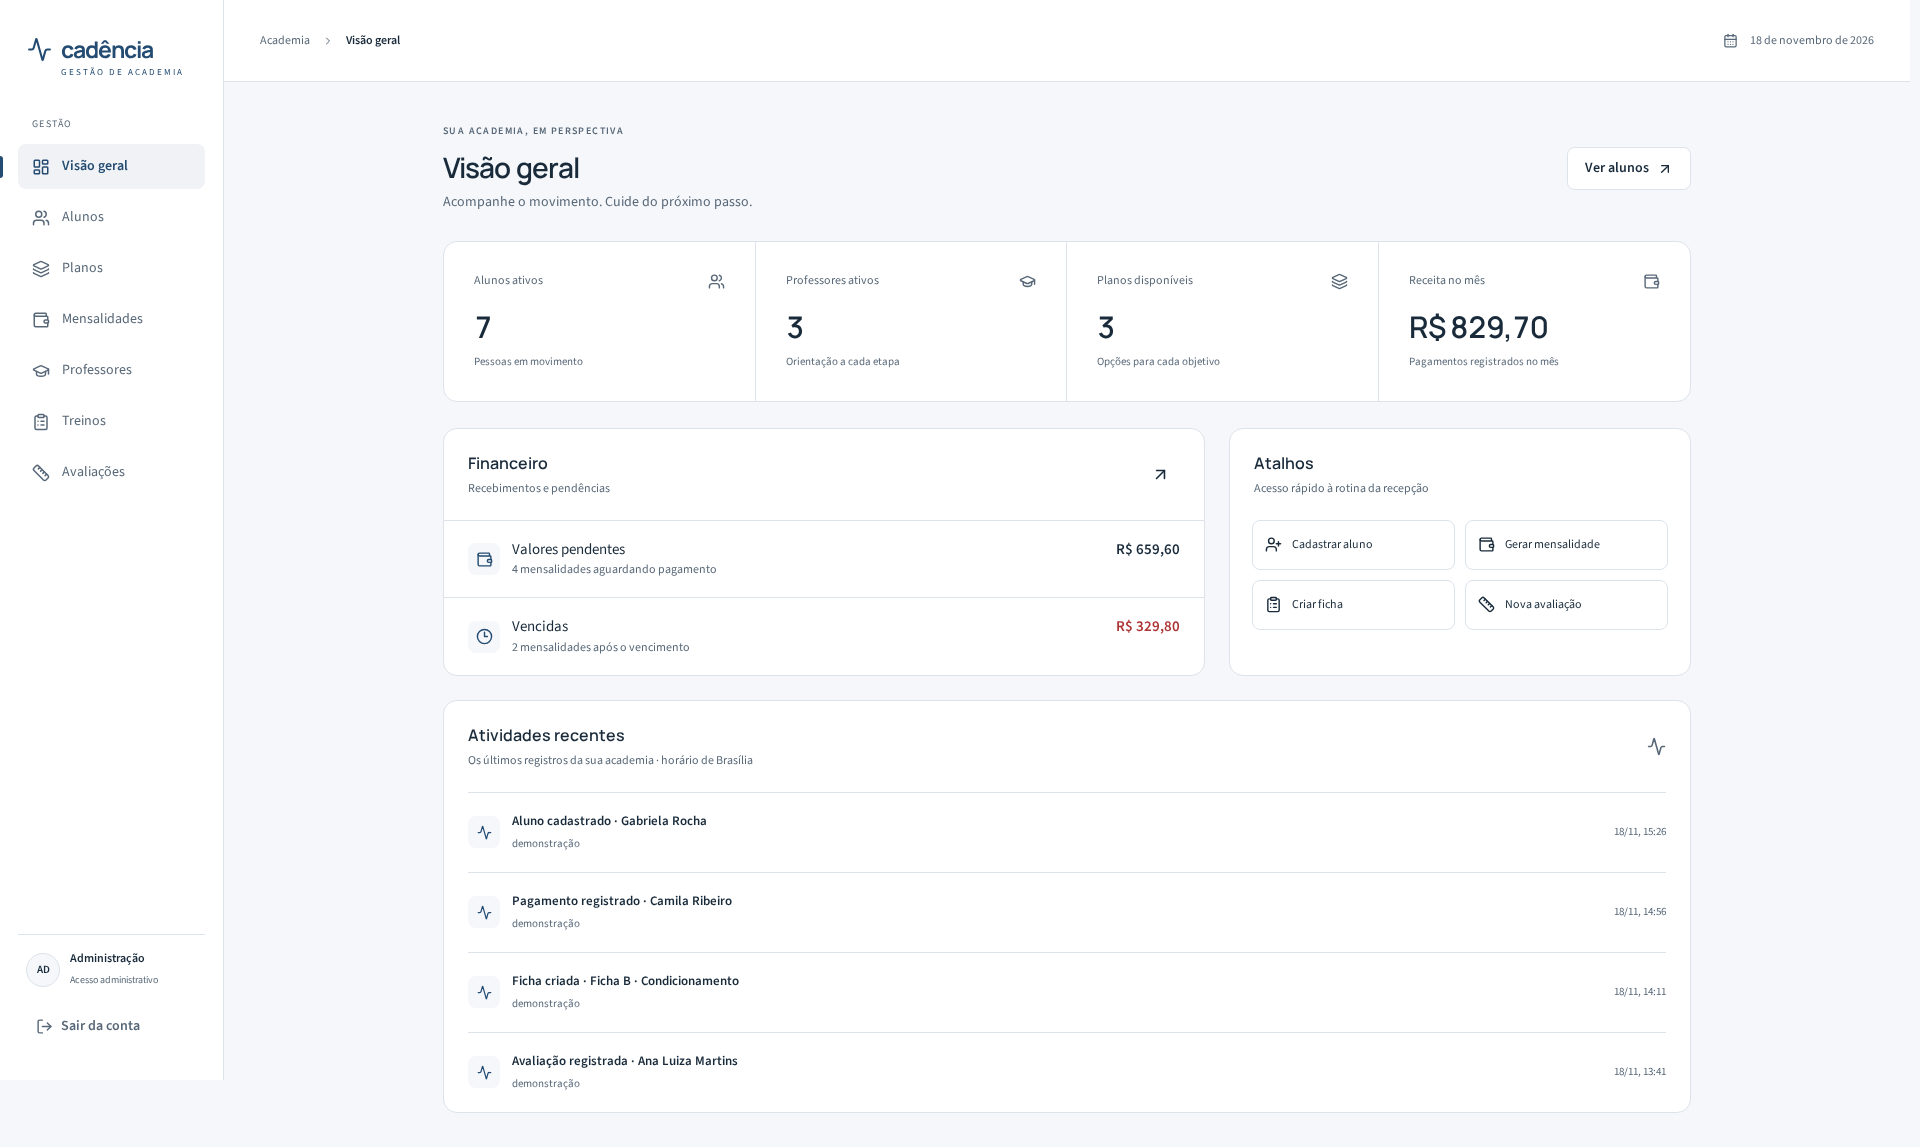 cadência
GESTÃO DE ACADEMIA
GESTÃO
Visão geral
Alunos
Planos
Mensalidades
Professores
Treinos
Avaliações
AD
Administração
Acesso administrativo
Sair da conta
Academia
Visão geral
18 de novembro de 2026
SUA ACADEMIA, EM PERSPECTIVA
Visão geral
Acompanhe o movimento. Cuide do próximo passo.
Ver alunos
Alunos ativos
7
Pessoas em movimento
Professores ativos
3
Orientação a cada etapa
Planos disponíveis
3
Opções para cada objetivo
Receita no mês
R$ 829,70
Pagamentos registrados no mês
Financeiro
Recebimentos e pendências
Valores pendentes
R$ 659,60
4 mensalidades aguardando pagamento
Vencidas
R$ 329,80
2 mensalidades após o vencimento
Atalhos
Acesso rápido à rotina da recepção
Cadastrar aluno
Gerar mensalidade
Criar ficha
Nova avaliação
Atividades recentes
Os últimos registros da sua academia · horário de Brasília
Aluno cadastrado · Gabriela Rocha
demonstração
18/11, 15:26
Pagamento registrado · Camila Ribeiro
demonstração
18/11, 14:56
Ficha criada · Ficha B · Condicionamento
demonstração
18/11, 14:11
Avaliação registrada · Ana Luiza Martins
demonstração
18/11, 13:41